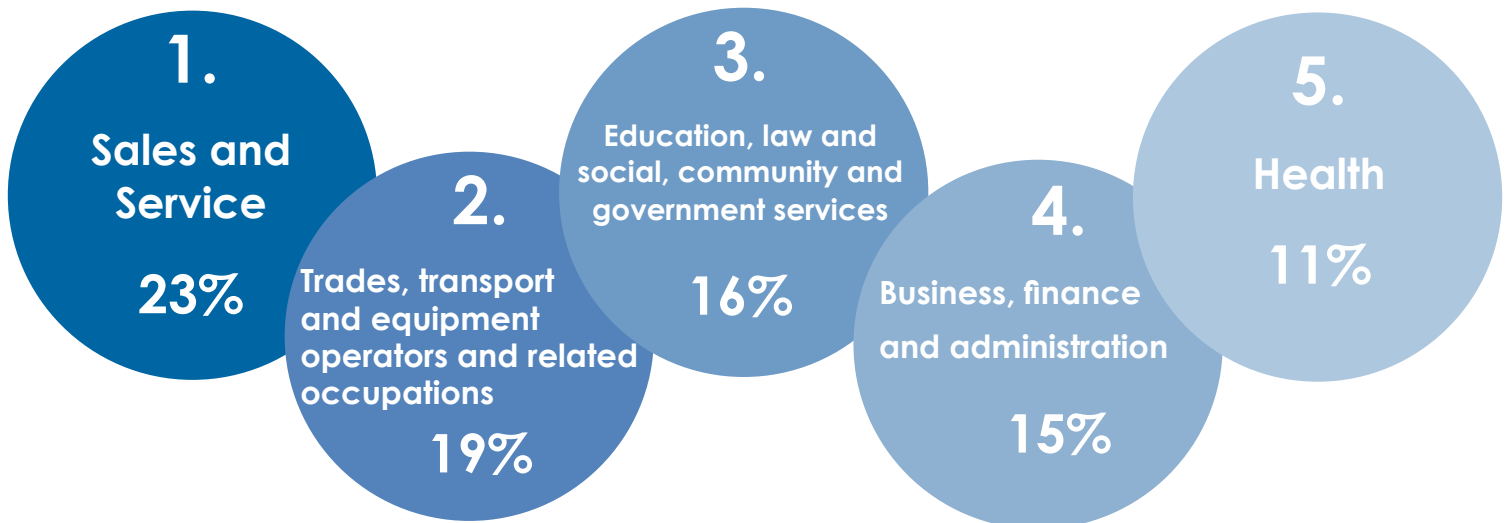 1.
Sales and
Service
23%
2.
Trades, transport
and equipment
operators and related
occupations
19%
3.
Education, law and
social, community and
government services
16%
4.
Business, finance
and administration
15%
5.
Health
11%